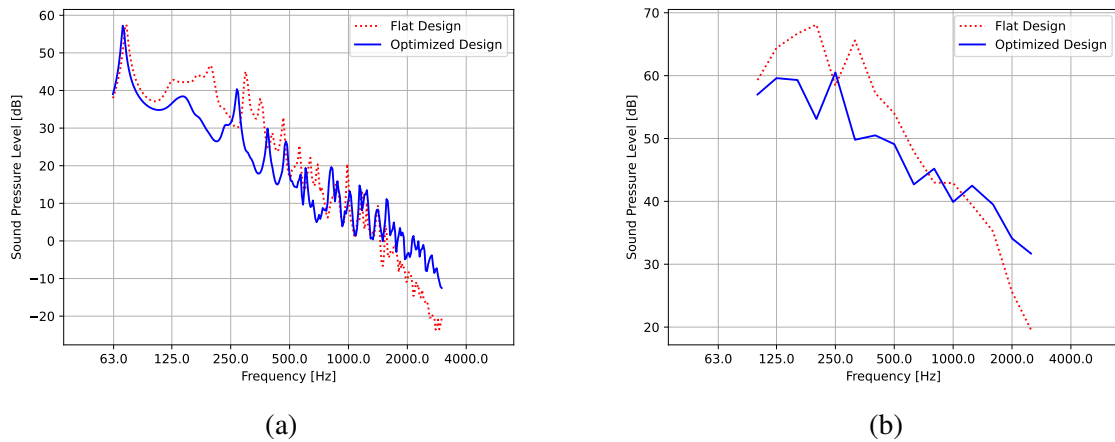 60
50
40
30
20
10
0
−10
−20
Sound Pressure Level [dB]
63.0 125.0 250.0 500.0 1000.0 2000.0 4000.0
Frequency [Hz]
Flat Design
Optimized Design
(a)
70
60
50
40
30
20
Sound Pressure Level [dB]
63.0 125.0 250.0 500.0 1000.0 2000.0 4000.0
Frequency [Hz]
Flat Design
Optimized Design
(b)